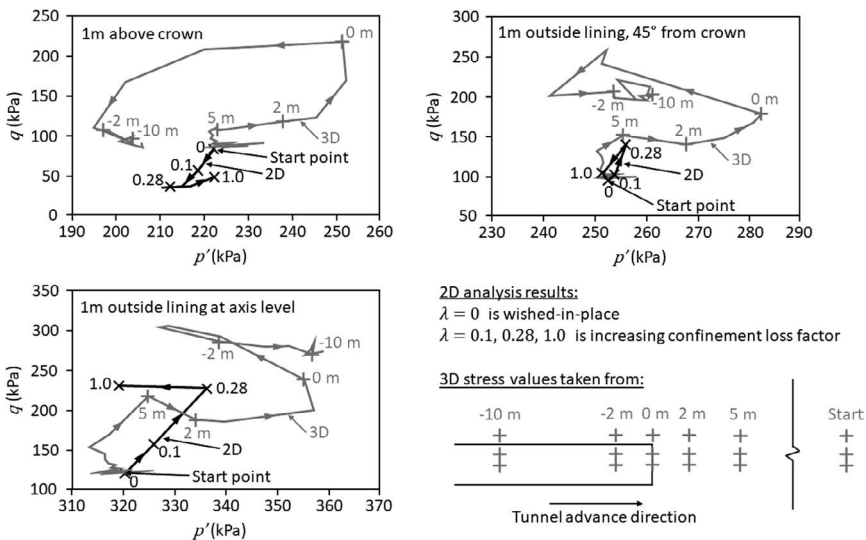 1m above crown
250
200
150
100
50
0
q (kPa)
190 200 210 220 230 240 250 260
p′(kPa)
0 m
-2 m
-10 m
5 m
2 m
3D
0
Start point
0.1
2D
0.28
1.0
1m outside lining, 45° from crown
300
250
200
150
100
50
q (kPa)
230 240 250 260 270 280 290
p′(kPa)
-2 m
-10 m
0 m
5 m
2 m
3D
0.28
2D
1.0
0.1
0
Start point
1m outside lining at axis level
350
300
250
200
150
100
q (kPa)
310 320 330 340 350 360 370
p′(kPa)
-10 m
-2 m
0 m
1.0
0.28
5 m
2 m
3D
2D
0.1
Start point
0
2D analysis results:
λ = 0 is wished-in-place
λ = 0.1, 0.28, 1.0 is increasing confinement loss factor
3D stress values taken from:
-10 m -2 m 0 m 2 m 5 m Start
Tunnel advance direction